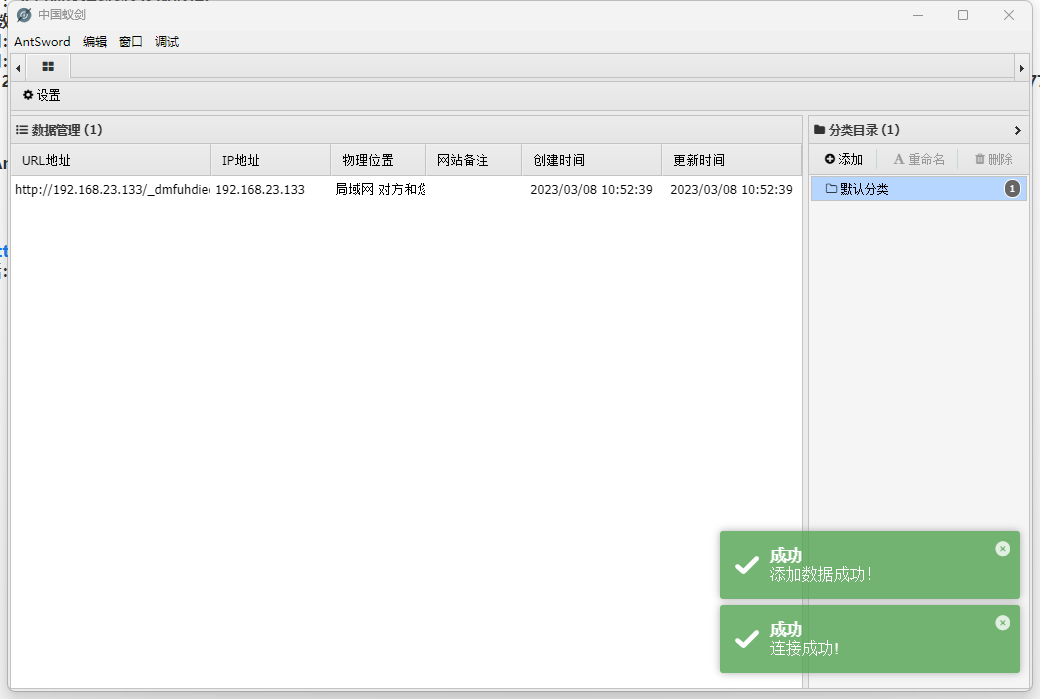 中国蚁剑
AntSword 编辑 窗口 调试
设置
数据管理 (1)
分类目录 (1)
URL地址 IP地址 物理位置 网站备注 创建时间 更新时间
添加 重命名 删除
http://192.168.23.133/_dmfuhdie 192.168.23.133 局域网 对方和您 2023/03/08 10:52:39 2023/03/08 10:52:39
默认分类 1
成功
添加数据成功!
成功
连接成功!